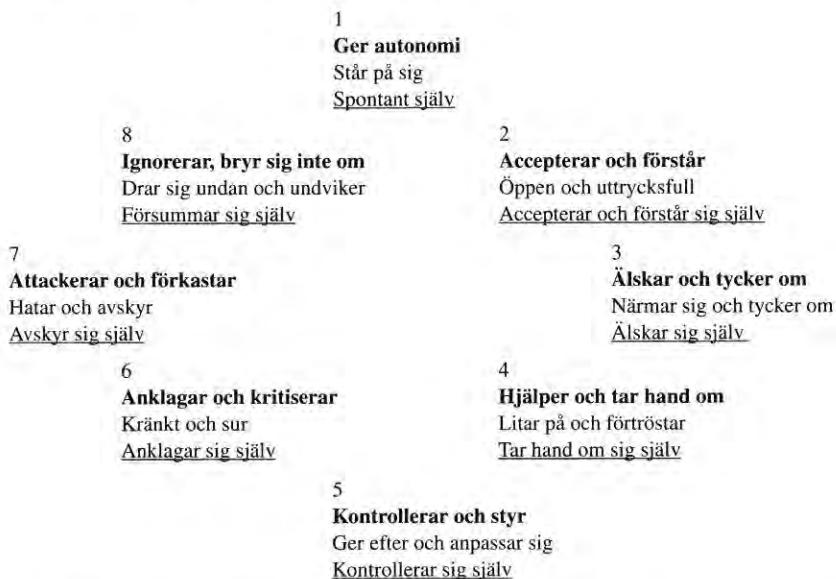 1
Ger autonomi
Står på sig
Spontant själv
8
Ignorerar, bryr sig inte om
Drar sig undan och undviker
Försummar sig själv
2
Accepterar och förstår
Öppen och uttrycksfull
Accepterar och förstår sig själv
7
Attackerar och förkastar
Hatar och avskyr
Avskyr sig själv
3
Älskar och tycker om
Närmar sig och tycker om
Älskar sig själv
6
Anklagar och kritiserar
Kränkt och sur
Anklagar sig själv
4
Hjälper och tar hand om
Litar på och förtröstar
Tar hand om sig själv
5
Kontrollerar och styr
Ger efter och anpassar sig
Kontrollerar sig själv